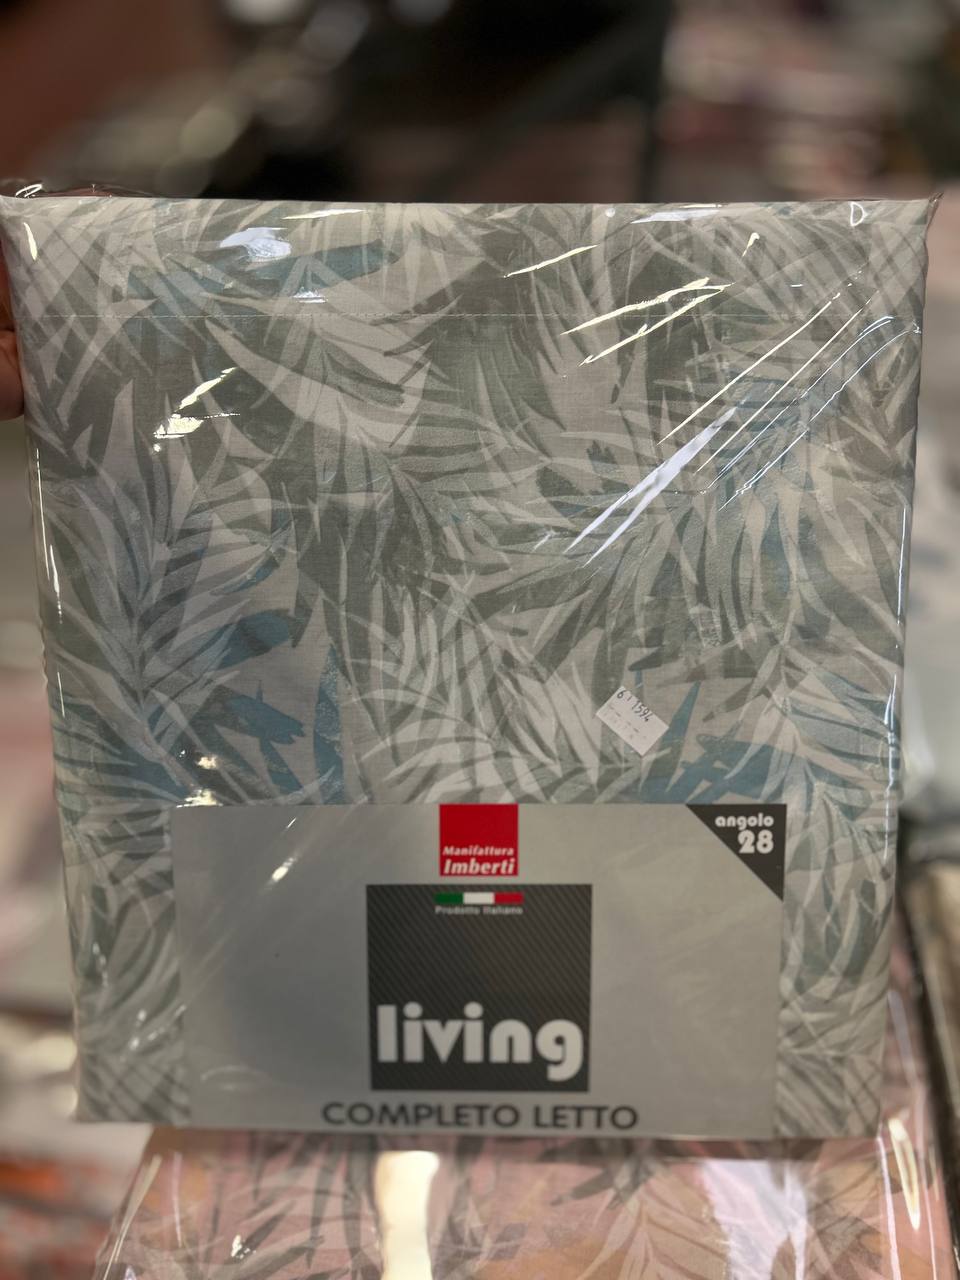 angolo
28
Manifattura
Imberti
Prodotto Italiano
living
COMPLETO LETTO